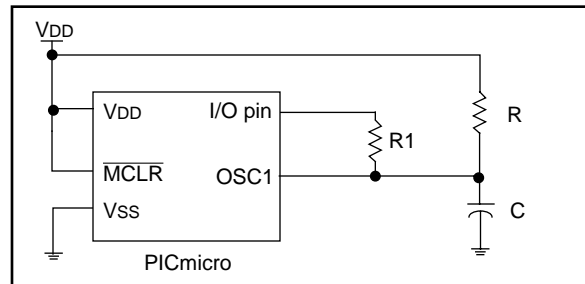 VDD
VDD
I/O pin
R
R1
MCLR
OSC1
VSS
C
PICmicro